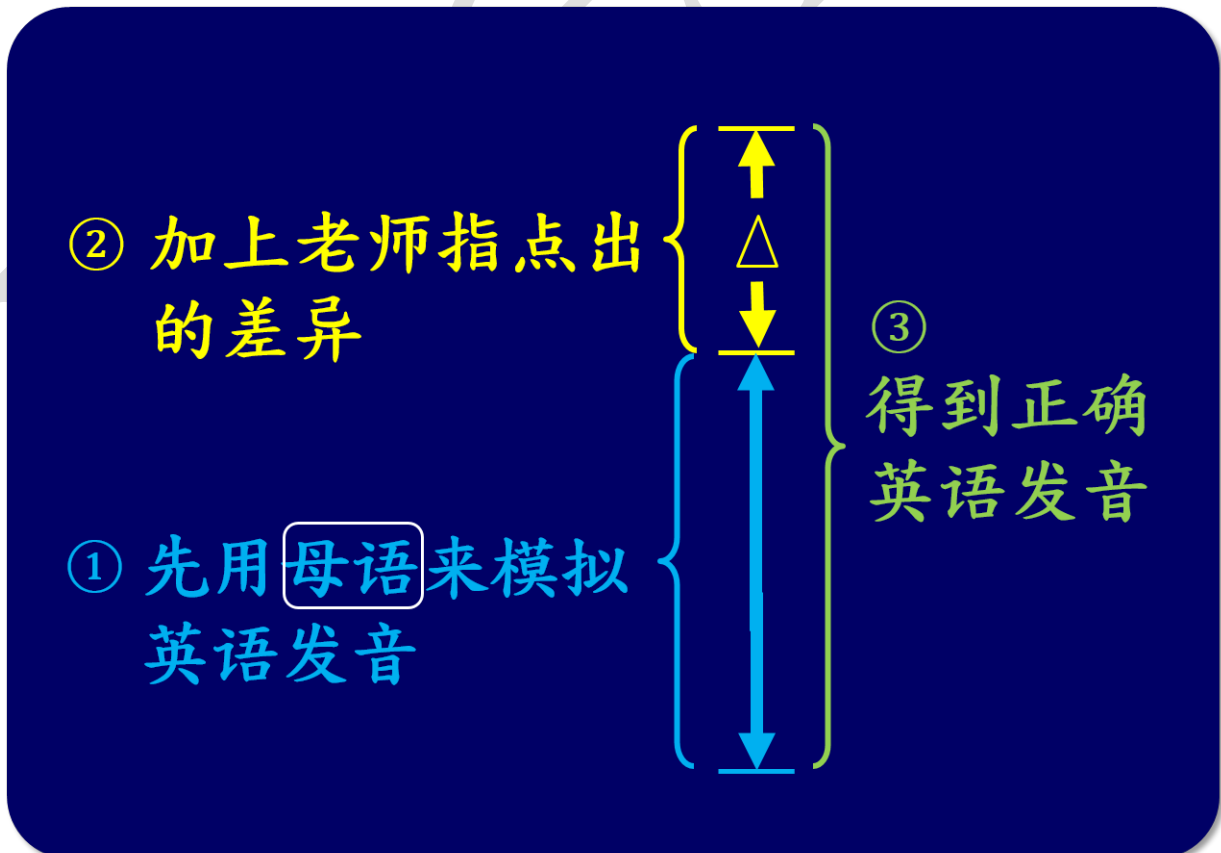 ② 加上老师指点出
的差异
△
③
得到正确
英语发音
① 先用母语来模拟
英语发音